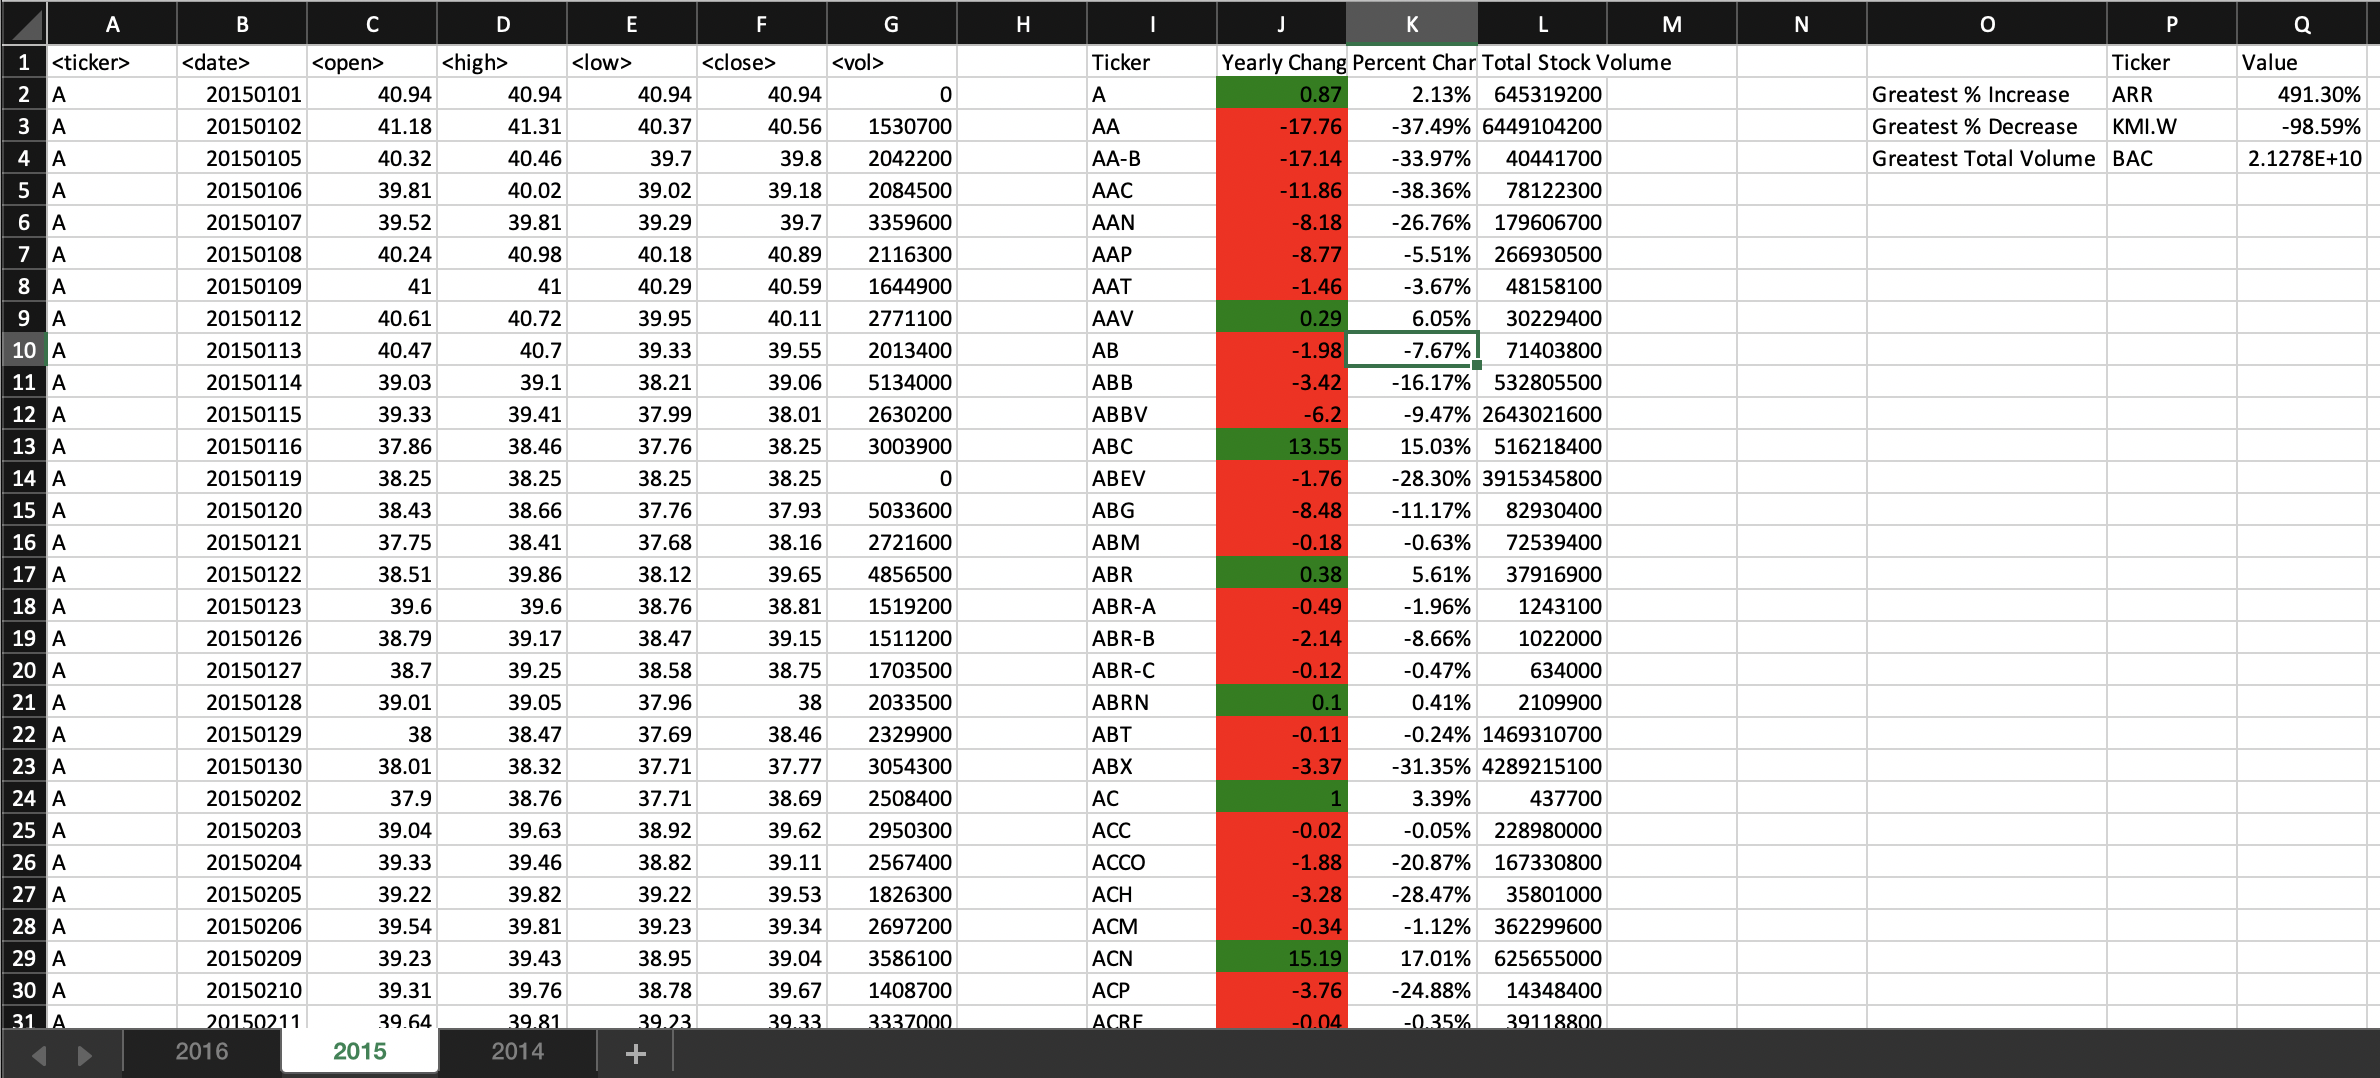 A B C D E F G H I J K L M N O P Q
1 <ticker> <date> <open> <high> <low> <close> <vol> Ticker Yearly Chang Percent Char Total Stock Volume Ticker Value
2 A 20150101 40.94 40.94 40.94 40.94 0 A 0.87 2.13% 645319200 Greatest % Increase ARR 491.30%
3 A 20150102 41.18 41.31 40.37 40.56 1530700 AA -17.76 -37.49% 6449104200 Greatest % Decrease KMI.W -98.59%
4 A 20150105 40.32 40.46 39.7 39.8 2042200 AA-B -17.14 -33.97% 40441700 Greatest Total Volume BAC 2.1278E+10
5 A 20150106 39.81 40.02 39.02 39.18 2084500 AAC -11.86 -38.36% 78122300
6 A 20150107 39.52 39.81 39.29 39.7 3359600 AAN -8.18 -26.76% 179606700
7 A 20150108 40.24 40.98 40.18 40.89 2116300 AAP -8.77 -5.51% 266930500
8 A 20150109 41 41 40.29 40.59 1644900 AAT -1.46 -3.67% 48158100
9 A 20150112 40.61 40.72 39.95 40.11 2771100 AAV 0.29 6.05% 30229400
10 A 20150113 40.47 40.7 39.33 39.55 2013400 AB -1.98 -7.67% 71403800
11 A 20150114 39.03 39.1 38.21 39.06 5134000 ABB -3.42 -16.17% 532805500
12 A 20150115 39.33 39.41 37.99 38.01 2630200 ABBV -6.2 -9.47% 2643021600
13 A 20150116 37.86 38.46 37.76 38.25 3003900 ABC 13.55 15.03% 516218400
14 A 20150119 38.25 38.25 38.25 38.25 0 ABEV -1.76 -28.30% 3915345800
15 A 20150120 38.43 38.66 37.76 37.93 5033600 ABG -8.48 -11.17% 82930400
16 A 20150121 37.75 38.41 37.68 38.16 2721600 ABM -0.18 -0.63% 72539400
17 A 20150122 38.51 39.86 38.12 39.65 4856500 ABR 0.38 5.61% 37916900
18 A 20150123 39.6 39.6 38.76 38.81 1519200 ABR-A -0.49 -1.96% 1243100
19 A 20150126 38.79 39.17 38.47 39.15 1511200 ABR-B -2.14 -8.66% 1022000
20 A 20150127 38.7 39.25 38.58 38.75 1703500 ABR-C -0.12 -0.47% 634000
21 A 20150128 39.01 39.05 37.96 38 2033500 ABRN 0.1 0.41% 2109900
22 A 20150129 38 38.47 37.69 38.46 2329900 ABT -0.11 -0.24% 1469310700
23 A 20150130 38.01 38.32 37.71 37.77 3054300 ABX -3.37 -31.35% 4289215100
24 A 20150202 37.9 38.76 37.71 38.69 2508400 AC 1 3.39% 437700
25 A 20150203 39.04 39.63 38.92 39.62 2950300 ACC -0.02 -0.05% 228980000
26 A 20150204 39.33 39.46 38.82 39.11 2567400 ACCO -1.88 -20.87% 167330800
27 A 20150205 39.22 39.82 39.22 39.53 1826300 ACH -3.28 -28.47% 35801000
28 A 20150206 39.54 39.81 39.23 39.34 2697200 ACM -0.34 -1.12% 362299600
29 A 20150209 39.23 39.43 38.95 39.04 3586100 ACN 15.19 17.01% 625655000
30 A 20150210 39.31 39.76 38.78 39.67 1408700 ACP -3.76 -24.88% 14348400
31 A 20150211 39.64 39.81 39.23 39.33 3337000 ACRE -0.04 -0.35% 39118800
2016 2015 2014 +